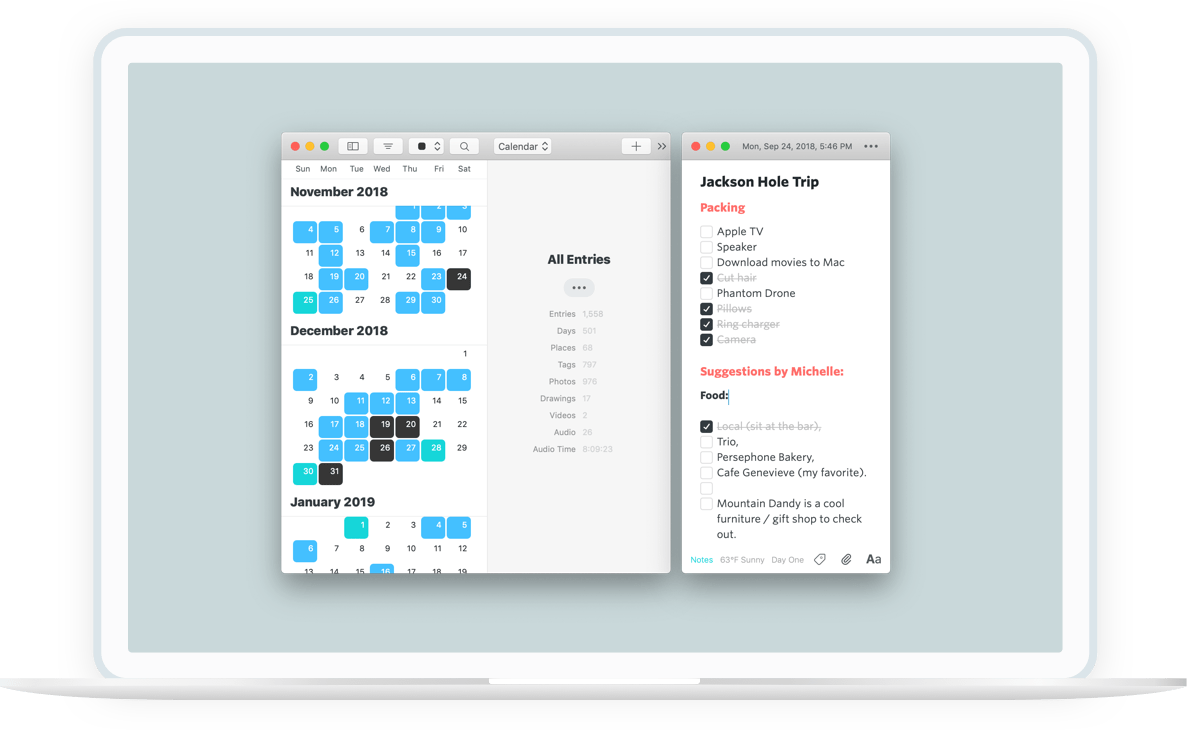 Calendar
Sun Mon Tue Wed Thu Fri Sat
November 2018
1 2 3
4 5 6 7 8 9 10
11 12 13 14 15 16 17
18 19 20 21 22 23 24
25 26 27 28 29 30
December 2018
1
2 3 4 5 6 7 8
9 10 11 12 13 14 15
16 17 18 19 20 21 22
23 24 25 26 27 28 29
30 31
January 2019
1 2 3 4 5
6 7 8 9 10 11 12
13 14 15 16 17 18 19
All Entries
Entries 1,558
Days 501
Places 68
Tags 797
Photos 976
Drawings 17
Videos 2
Audio 26
Audio Time 8:09:23
Mon, Sep 24, 2018, 5:46 PM
Jackson Hole Trip
Packing
Apple TV
Speaker
Download movies to Mac
Cut hair
Phantom Drone
Pillows
Ring charger
Camera
Suggestions by Michelle:
Food:
Local (sit at the bar),
Trio,
Persephone Bakery,
Cafe Genevieve (my favorite).
Mountain Dandy is a cool
furniture / gift shop to check
out.
Notes 63°F Sunny Day One Aa